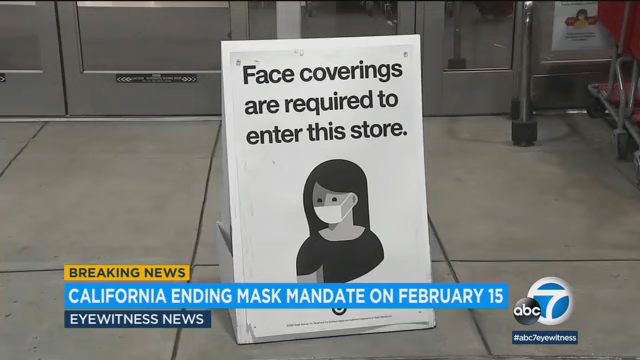 Face coverings
are required to
enter this store.
BREAKING NEWS
CALIFORNIA ENDING MASK MANDATE ON FEBRUARY 15
EYEWITNESS NEWS
abc 7
#abc7eyewitness